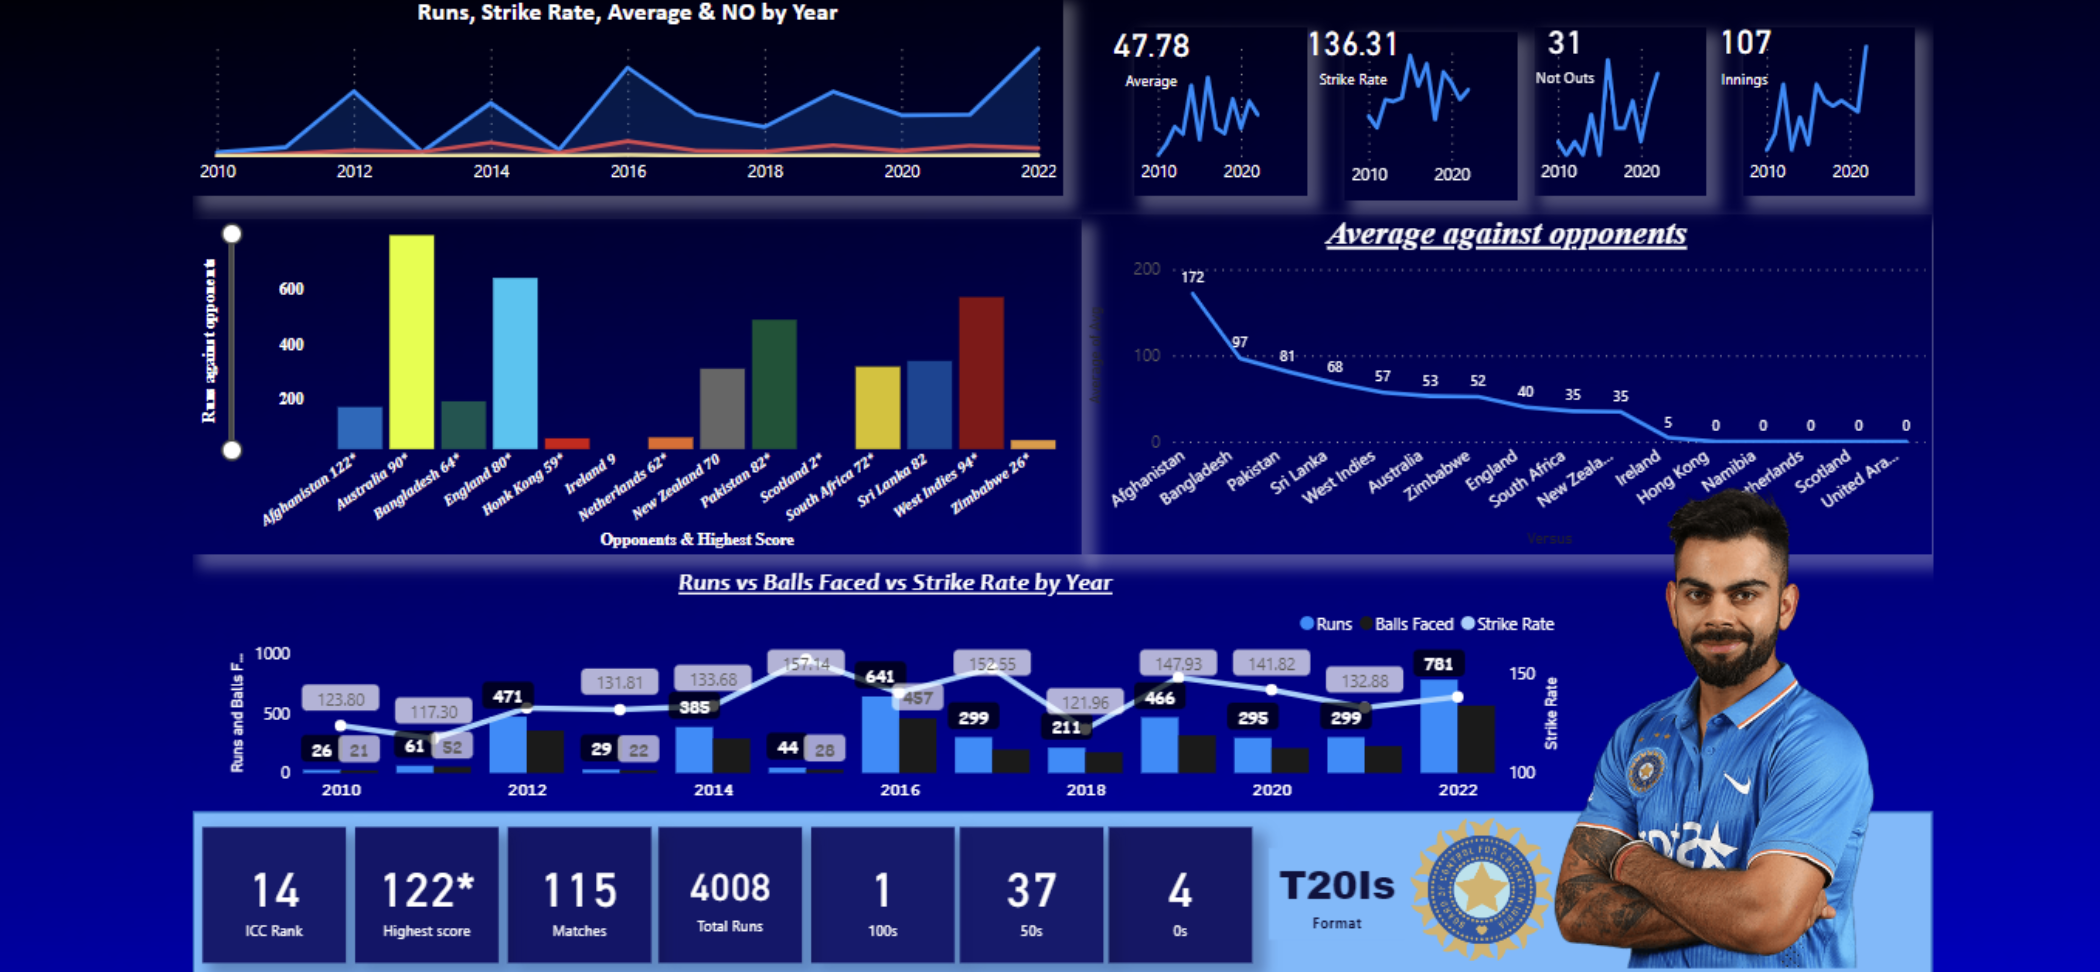 Runs, Strike Rate, Average & NO by Year
2010 2012 2014 2016 2018 2020 2022
47.78
Average
2010 2020
136.31
Strike Rate
2010 2020
31
Not Outs
2010 2020
107
Innings
2010 2020
Runs against opponents
600
400
200
Afghanistan 122*
Australia 90*
Bangladesh 64*
England 80*
Honk Kong 59*
Ireland 9
Netherlands 62*
New Zealand 70
Pakistan 82*
Scotland 2*
South Africa 72*
Sri Lanka 82
West Indies 94*
Zimbabwe 26*
Opponents & Highest Score
Average against opponents
200
100
0
172 97 81 68 57 53 52 40 35 35 5 0 0 0 0 0
Afghanistan
Bangladesh
Pakistan
Sri Lanka
West Indies
Australia
Zimbabwe
England
South Africa
New Zeala...
Ireland
Hong Kong
Namibia
therlands
Scotland
United Ara...
Versus
Runs vs Balls Faced vs Strike Rate by Year
Runs Balls Faced Strike Rate
Runs and Balls F...
1000
500
0
123.80 117.30 131.81 133.68 157.14 152.55 121.96 147.93 141.82 132.88
26 21 61 52 471 29 22 385 44 28 641 457 299 211 466 295 299 781
150
100
Strike Rate
2010 2012 2014 2016 2018 2020 2022
14
ICC Rank
122*
Highest score
115
Matches
4008
Total Runs
1
100s
37
50s
4
0s
T20Is
Format